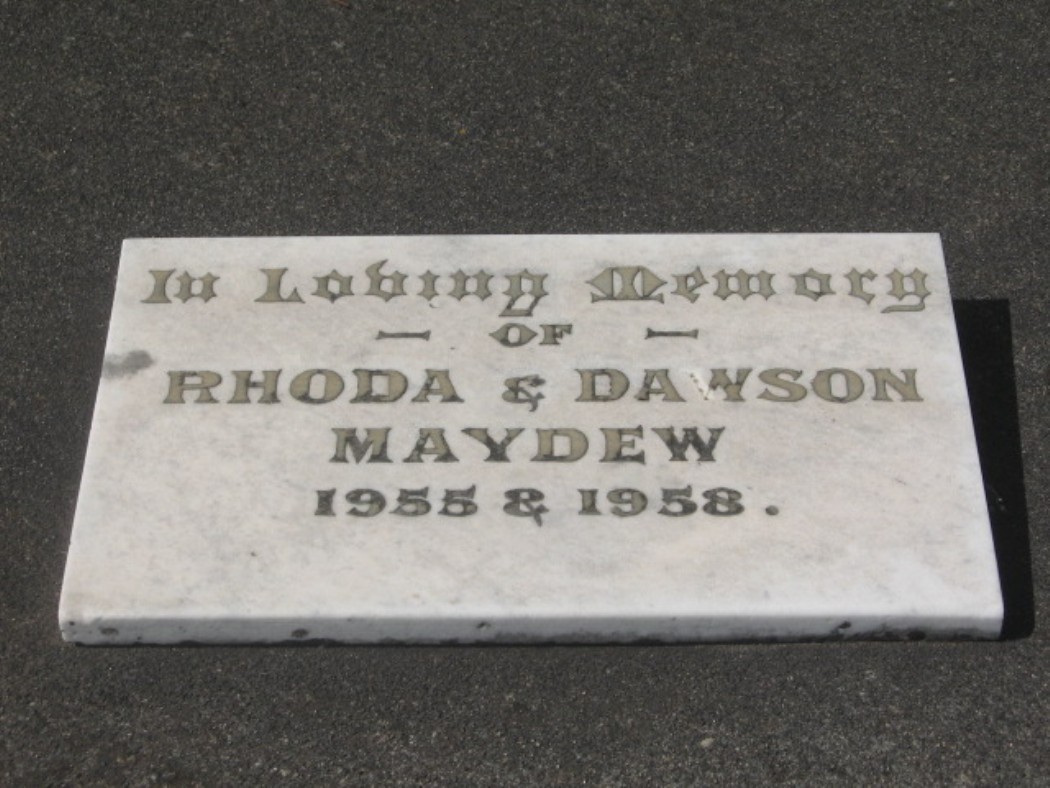 In Loving Memory
— OF —
RHODA & DAWSON
MAYDEW
1955 & 1958.